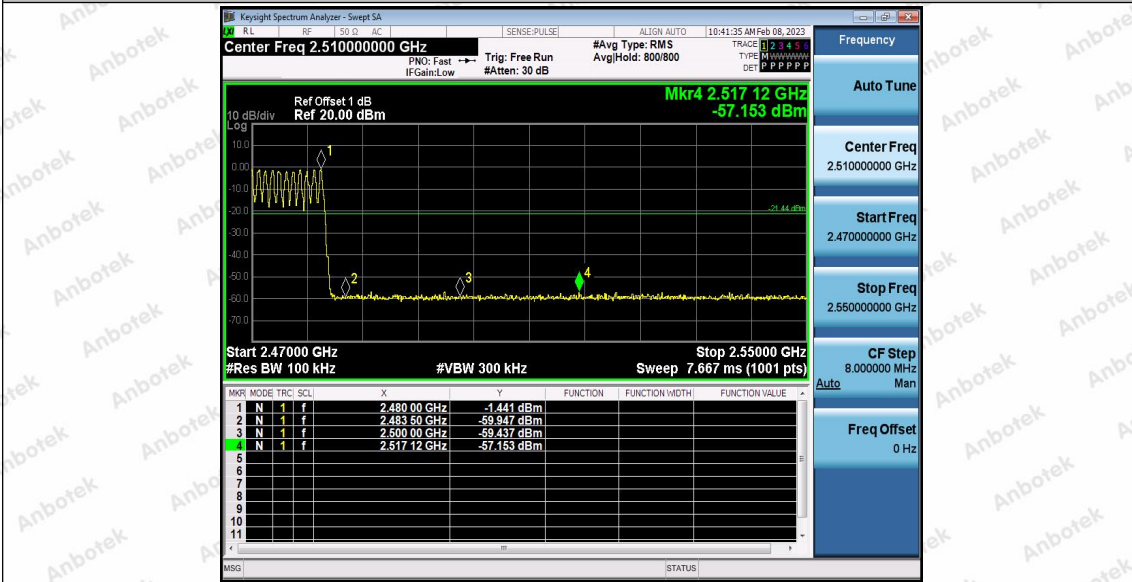 Keysight Spectrum Analyzer - Swept SA
RL RF 50 Ω AC SENSE:PULSE ALIGN AUTO 10:41:35 AM Feb 08, 2023
Center Freq 2.510000000 GHz
PNO: Fast
IFGain:Low
Trig: Free Run
#Atten: 30 dB
#Avg Type: RMS
Avg|Hold: 800/800
TRACE 1 2 3 4 5 6
TYPE M W W W W W
DET P P P P P P
Frequency
Mkr4 2.517 12 GHz
-57.153 dBm
Ref Offset 1 dB
10 dB/div Ref 20.00 dBm
Log
10.0
0.00
-10.0
-20.0
-30.0
-40.0
-50.0
-60.0
-70.0
1
2
3
4
-21.44 dBm
Start 2.47000 GHz Stop 2.55000 GHz
#Res BW 100 kHz #VBW 300 kHz Sweep 7.667 ms (1001 pts)
MKR MODE TRC SCL X Y FUNCTION FUNCTION WIDTH FUNCTION VALUE
1 N 1 f 2.480 00 GHz -1.441 dBm
2 N 1 f 2.483 50 GHz -59.947 dBm
3 N 1 f 2.500 00 GHz -59.437 dBm
4 N 1 f 2.517 12 GHz -57.153 dBm
5
6
7
8
9
10
11
MSG STATUS
Auto Tune
Center Freq
2.510000000 GHz
Start Freq
2.470000000 GHz
Stop Freq
2.550000000 GHz
CF Step
8.000000 MHz
Auto Man
Freq Offset
0 Hz
Anbotek